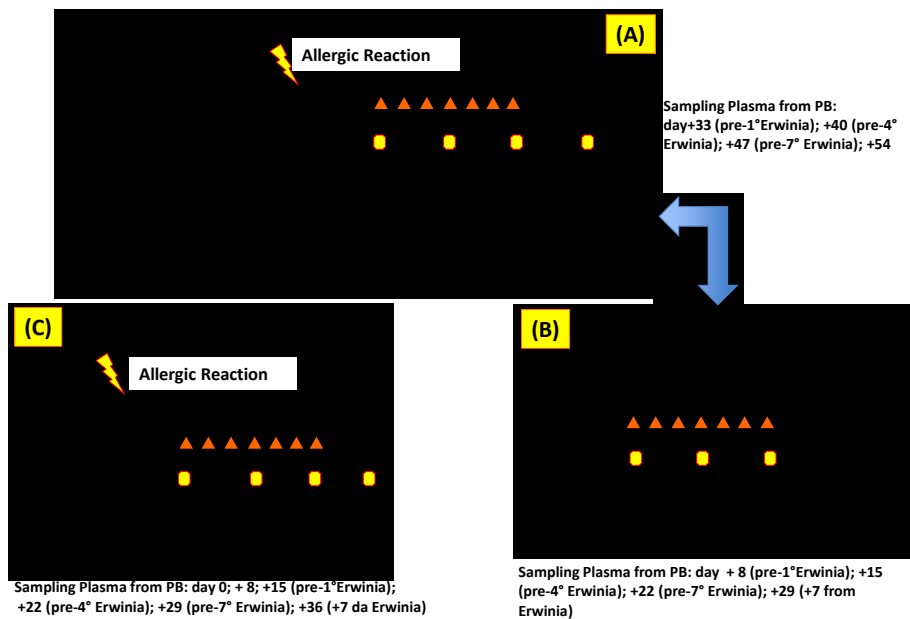 (A)
Allergic Reaction
Sampling Plasma from PB:
day+33 (pre-1°Erwinia); +40 (pre-4°
Erwinia); +47 (pre-7° Erwinia); +54
(C)
Allergic Reaction
Sampling Plasma from PB: day 0; + 8; +15 (pre-1°Erwinia);
+22 (pre-4° Erwinia); +29 (pre-7° Erwinia); +36 (+7 da Erwinia)
(B)
Sampling Plasma from PB: day + 8 (pre-1°Erwinia); +15
(pre-4° Erwinia); +22 (pre-7° Erwinia); +29 (+7 from
Erwinia)